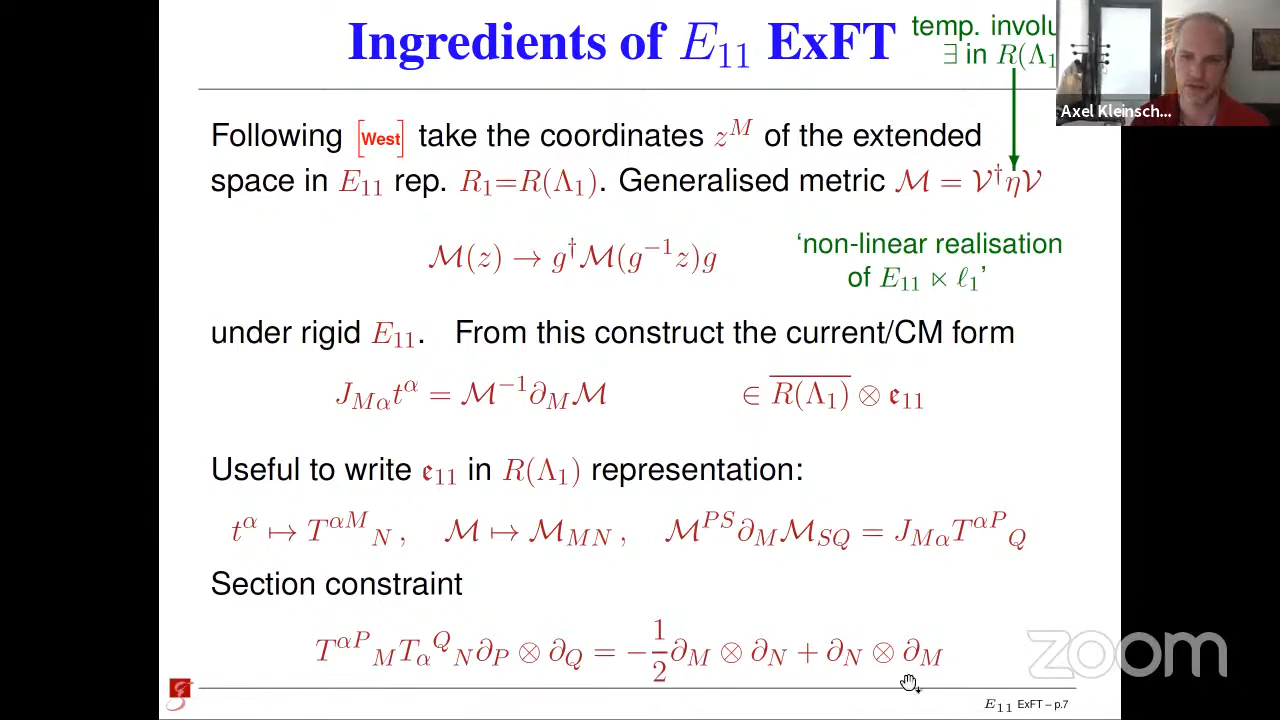 Ingredients of E₁₁ ExFT
temp. involu
∃ in R(Λ₁
Axel Kleinsch...
Following [West] take the coordinates z^M of the extended
space in E₁₁ rep. R₁=R(Λ₁). Generalised metric ℳ = 𝒱†η𝒱
ℳ(z) → g†ℳ(g⁻¹z)g
'non-linear realisation
of E₁₁ ⋉ ℓ₁'
under rigid E₁₁. From this construct the current/CM form
J_{Mα}t^α = ℳ⁻¹∂_Mℳ ∈ \overline{R(Λ₁)} ⊗ 𝔢₁₁
Useful to write 𝔢₁₁ in R(Λ₁) representation:
t^α ↦ T^{αM}_N , ℳ ↦ ℳ_{MN} , ℳ^{PS}∂_Mℳ_{SQ} = J_{Mα}T^{αP}_Q
Section constraint
T^{αP}_M T_α^Q_N ∂_P ⊗ ∂_Q = −\frac{1}{2}∂_M ⊗ ∂_N + ∂_N ⊗ ∂_M
zoom
E₁₁ ExFT – p.7